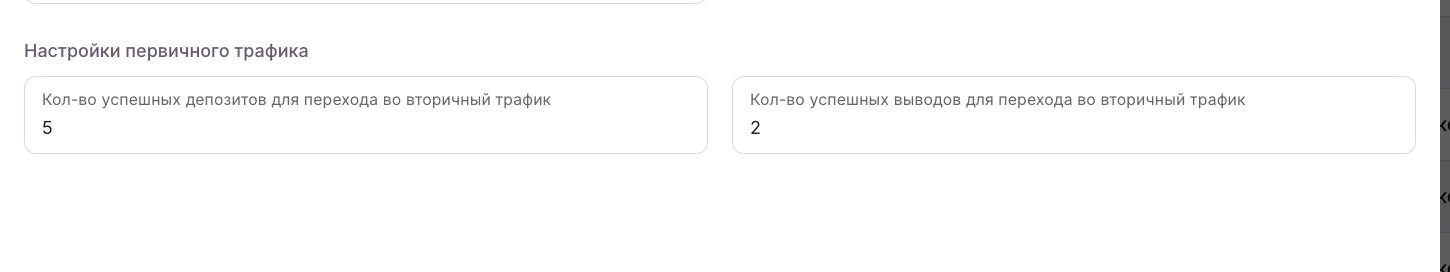 Настройки первичного трафика
Кол-во успешных депозитов для перехода во вторичный трафик
5
Кол-во успешных выводов для перехода во вторичный трафик
2